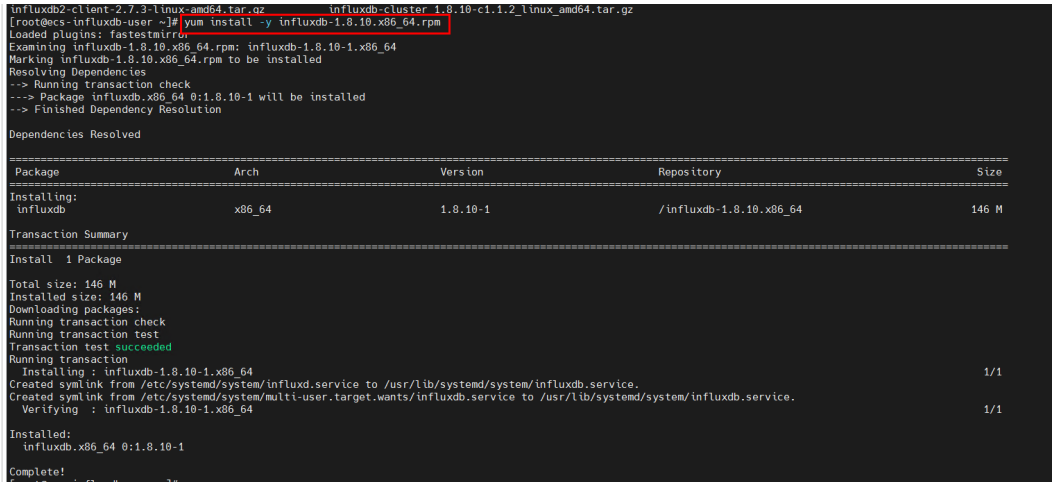 influxdb2-client-2.7.3-linux-amd64.tar.gz influxdb-cluster_1.8.10-c1.1.2_linux_amd64.tar.gz
[root@ecs-influxdb-user ~]# yum install -y influxdb-1.8.10.x86_64.rpm
Loaded plugins: fastestmirror
Examining influxdb-1.8.10.x86_64.rpm: influxdb-1.8.10-1.x86_64
Marking influxdb-1.8.10.x86_64.rpm to be installed
Resolving Dependencies
--> Running transaction check
---> Package influxdb.x86_64 0:1.8.10-1 will be installed
--> Finished Dependency Resolution
Dependencies Resolved
Package Arch Version Repository Size
Installing:
influxdb x86_64 1.8.10-1 /influxdb-1.8.10.x86_64 146 M
Transaction Summary
Install 1 Package
Total size: 146 M
Installed size: 146 M
Downloading packages:
Running transaction check
Running transaction test
Transaction test succeeded
Running transaction
Installing : influxdb-1.8.10-1.x86_64 1/1
Created symlink from /etc/systemd/system/influxd.service to /usr/lib/systemd/system/influxdb.service.
Created symlink from /etc/systemd/system/multi-user.target.wants/influxdb.service to /usr/lib/systemd/system/influxdb.service.
Verifying : influxdb-1.8.10-1.x86_64 1/1
Installed:
influxdb.x86_64 0:1.8.10-1
Complete!